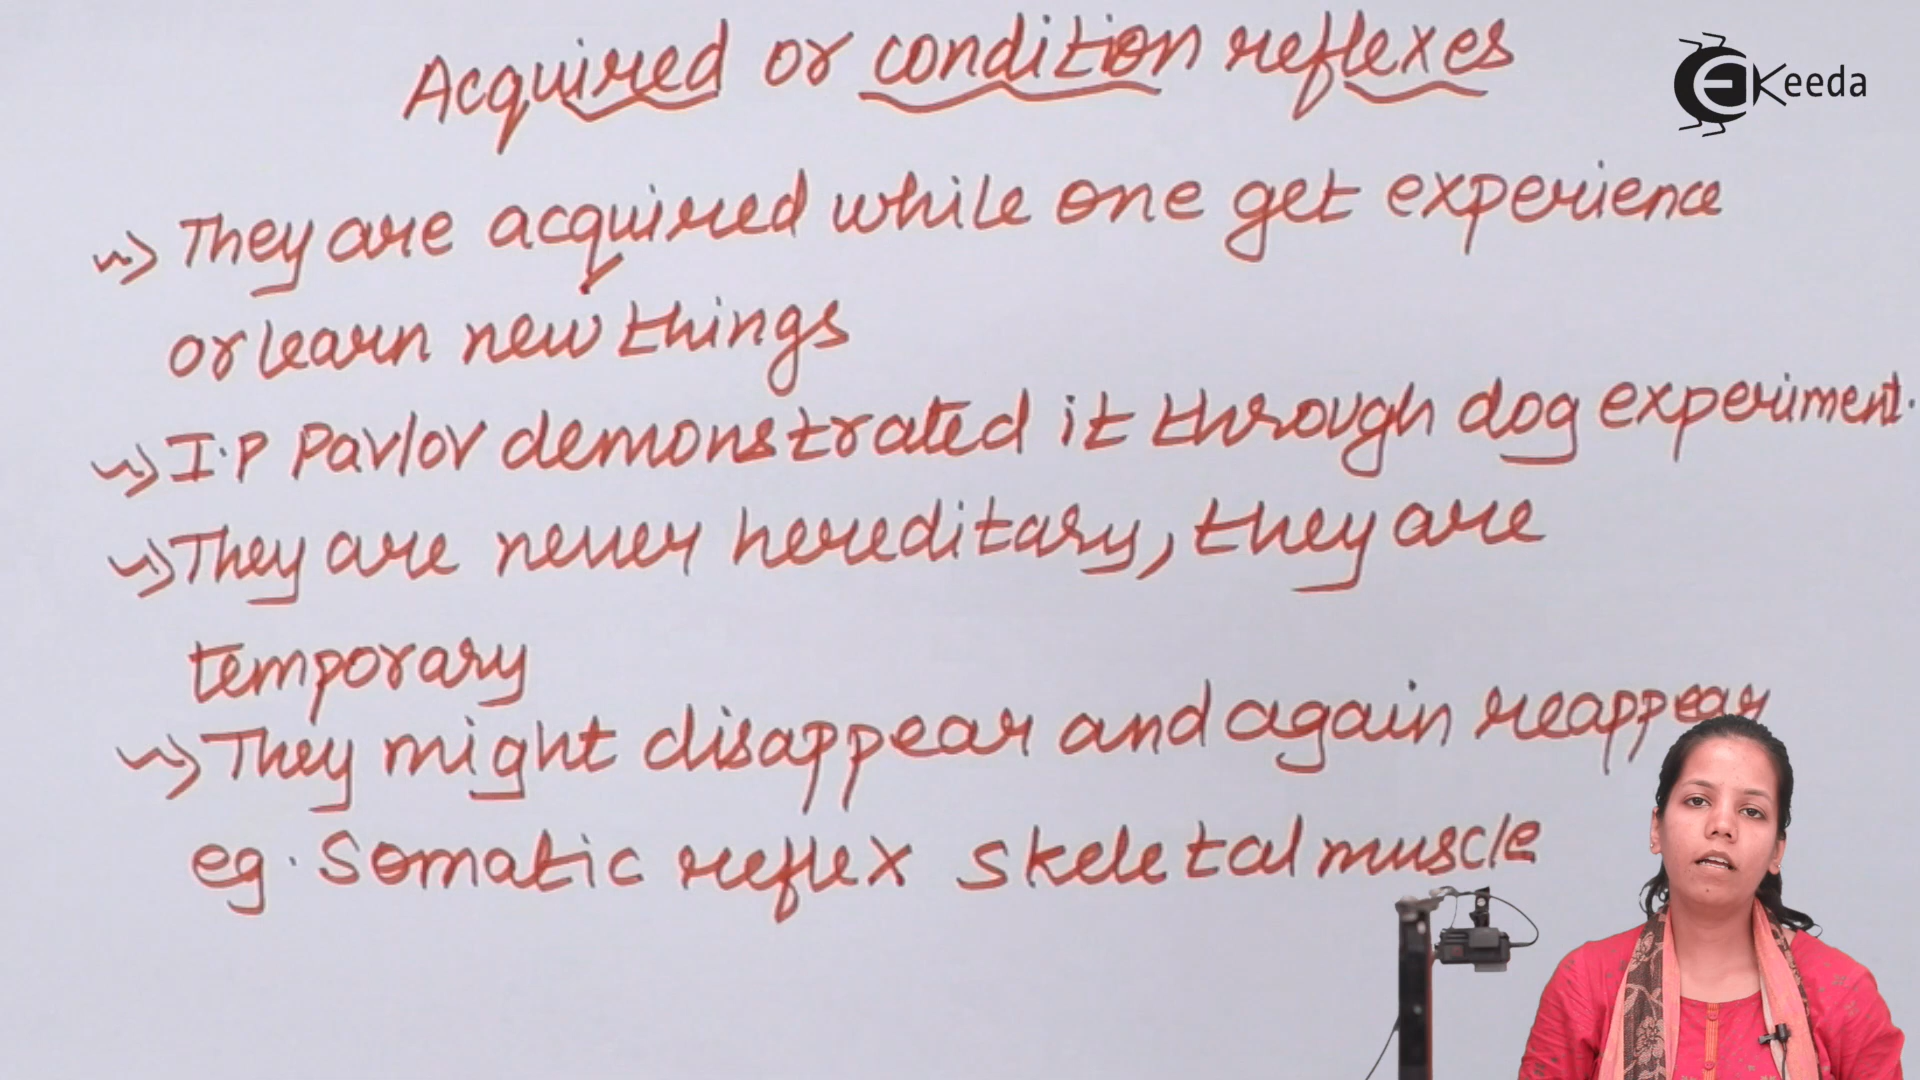 Acquired or condition reflexes
EKeeda
~> They are acquired while one get experience
or learn new things
~> I.P Pavlov demonstrated it through dog experiment.
~> They are never hereditary, they are
temporary
~> They might disappear and again reappear
eg. Somatic reflex skeletal muscle